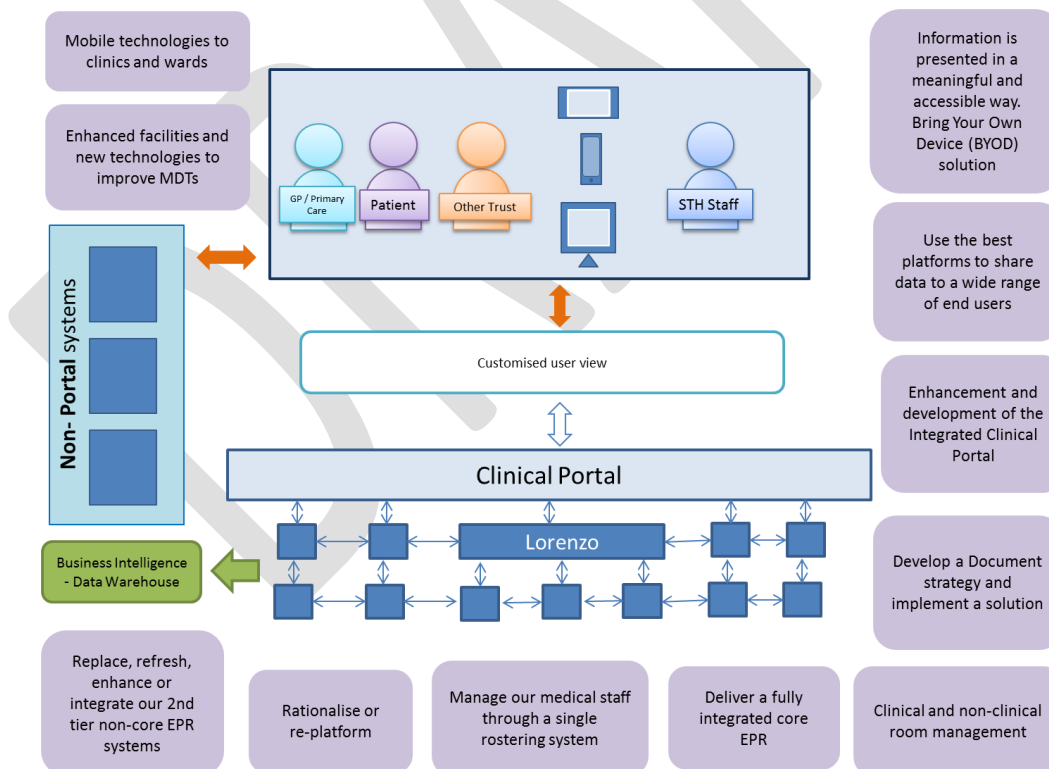 Mobile technologies to
clinics and wards
Enhanced facilities and
new technologies to
improve MDTs
GP / Primary
Care
Patient
Other Trust
STH Staff
Information is
presented in a
meaningful and
accessible way.
Bring Your Own
Device (BYOD)
solution
Use the best
platforms to share
data to a wide range
of end users
Non- Portal systems
Customised user view
Enhancement and
development of the
Integrated Clinical
Portal
Clinical Portal
Lorenzo
Business Intelligence
- Data Warehouse
Develop a Document
strategy and
implement a solution
Replace, refresh,
enhance or
integrate our 2nd
tier non-core EPR
systems
Rationalise or
re-platform
Manage our medical staff
through a single
rostering system
Deliver a fully
integrated core
EPR
Clinical and non-clinical
room management